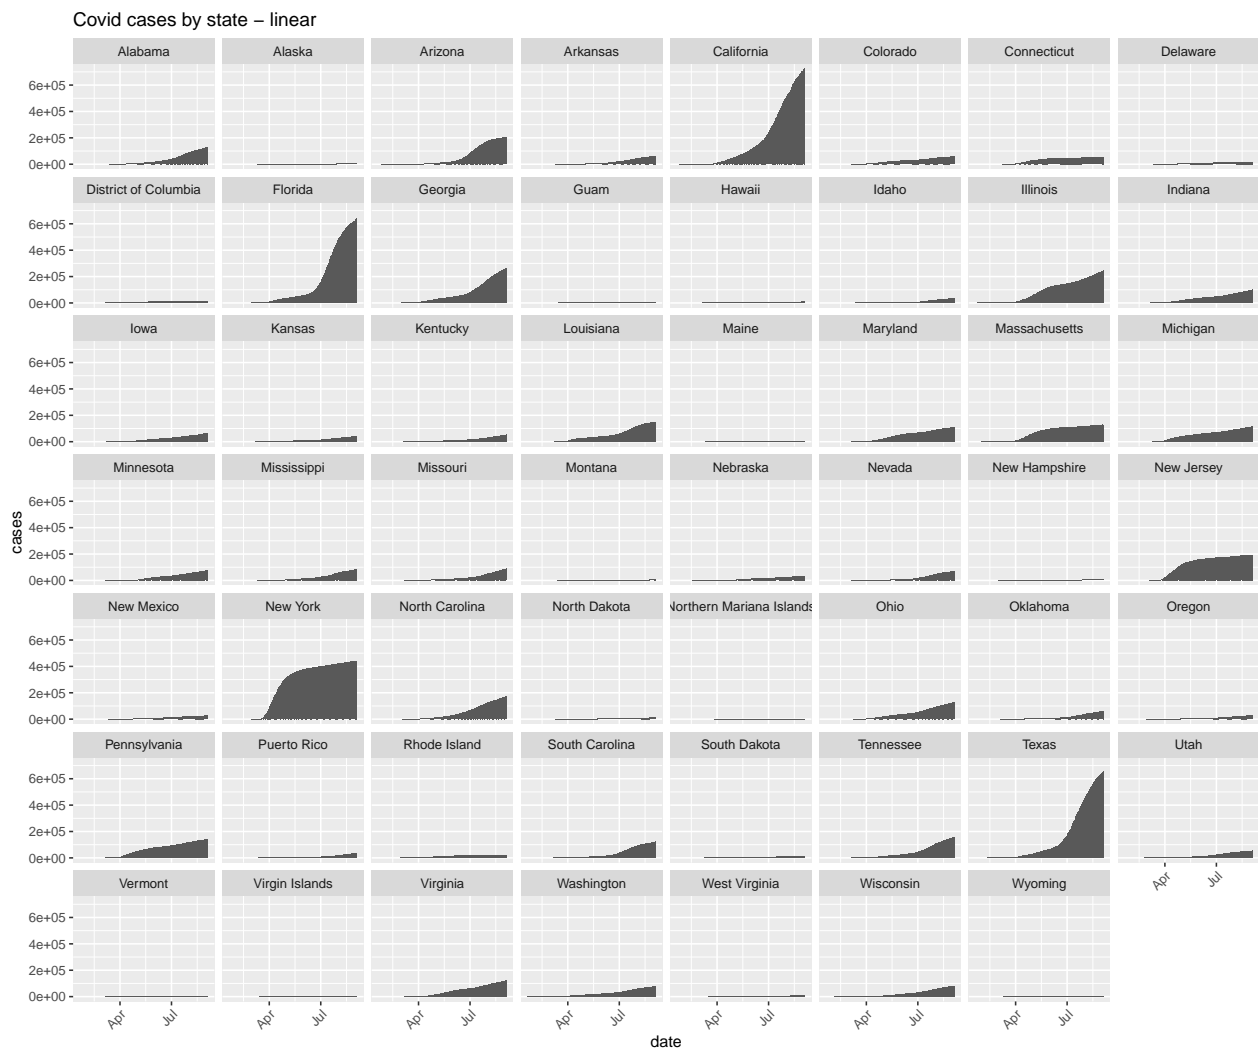 Covid cases by state – linear
Alabama Alaska Arizona Arkansas California Colorado Connecticut Delaware
6e+05
4e+05
2e+05
0e+00
District of Columbia Florida Georgia Guam Hawaii Idaho Illinois Indiana
6e+05
4e+05
2e+05
0e+00
Iowa Kansas Kentucky Louisiana Maine Maryland Massachusetts Michigan
6e+05
4e+05
2e+05
0e+00
Minnesota Mississippi Missouri Montana Nebraska Nevada New Hampshire New Jersey
6e+05
4e+05
2e+05
0e+00
cases
New Mexico New York North Carolina North Dakota Northern Mariana Islands Ohio Oklahoma Oregon
6e+05
4e+05
2e+05
0e+00
Pennsylvania Puerto Rico Rhode Island South Carolina South Dakota Tennessee Texas Utah
6e+05
4e+05
2e+05
0e+00
Apr Jul
Vermont Virgin Islands Virginia Washington West Virginia Wisconsin Wyoming
6e+05
4e+05
2e+05
0e+00
Apr Jul Apr Jul Apr Jul Apr Jul Apr Jul Apr Jul Apr Jul
date